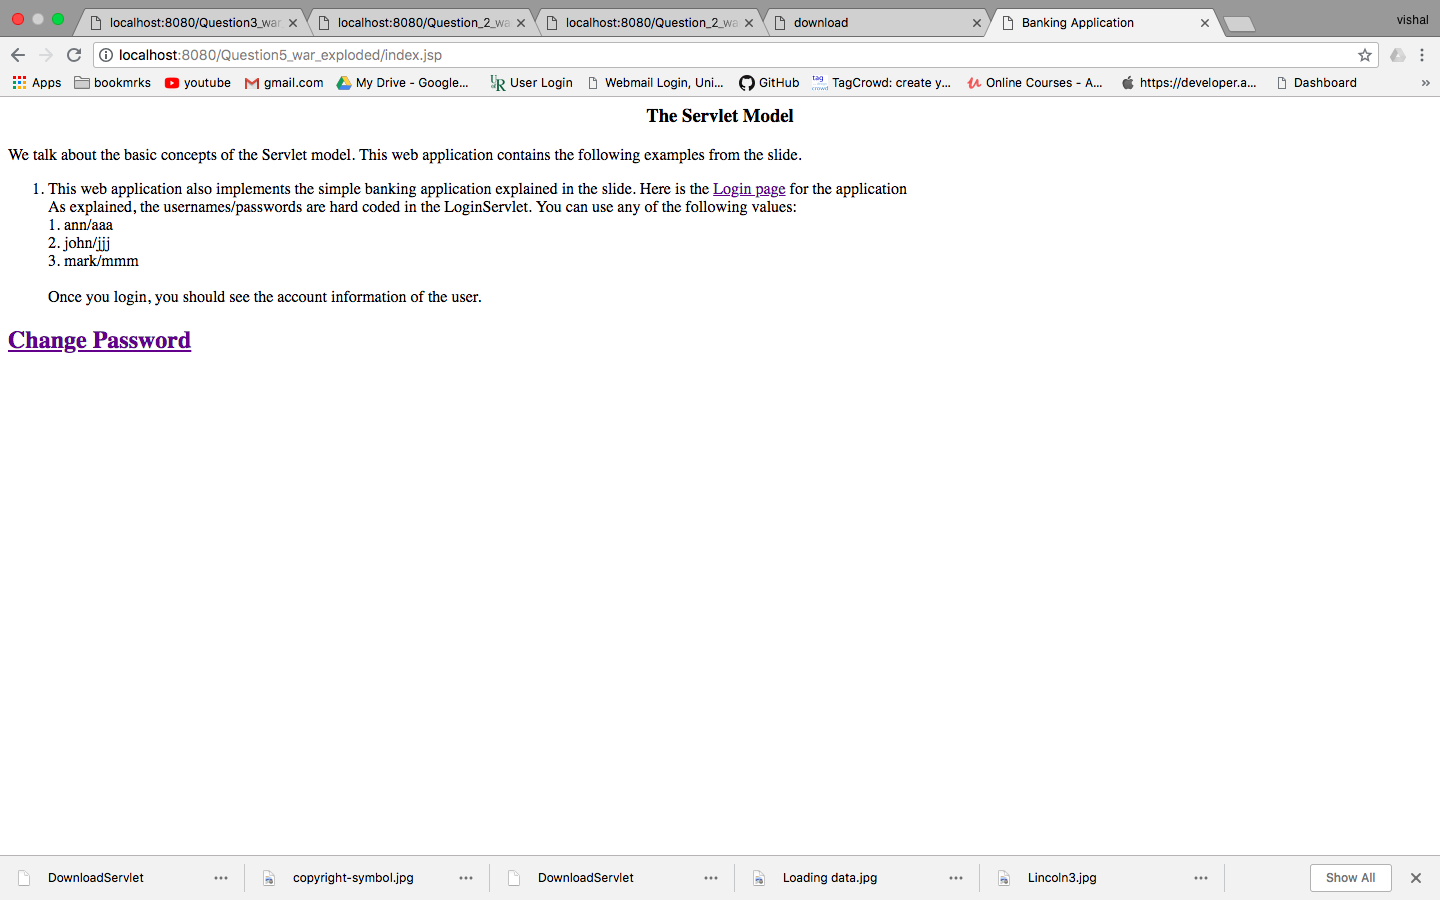 localhost:8080/Question3_war
localhost:8080/Question_2_wa
localhost:8080/Question_2_wa
download
Banking Application
vishal
localhost:8080/Question5_war_exploded/index.jsp
Apps
bookmrks
youtube
gmail.com
My Drive - Google...
User Login
Webmail Login, Uni...
GitHub
tag crowd
TagCrowd: create y...
Online Courses - A...
https://developer.a...
Dashboard
»
The Servlet Model
We talk about the basic concepts of the Servlet model. This web application contains the following examples from the slide.
1. This web application also implements the simple banking application explained in the slide. Here is the Login page for the application
As explained, the usernames/passwords are hard coded in the LoginServlet. You can use any of the following values:
1. ann/aaa
2. john/jjj
3. mark/mmm
Once you login, you should see the account information of the user.
Change Password
DownloadServlet
copyright-symbol.jpg
DownloadServlet
Loading data.jpg
Lincoln3.jpg
Show All